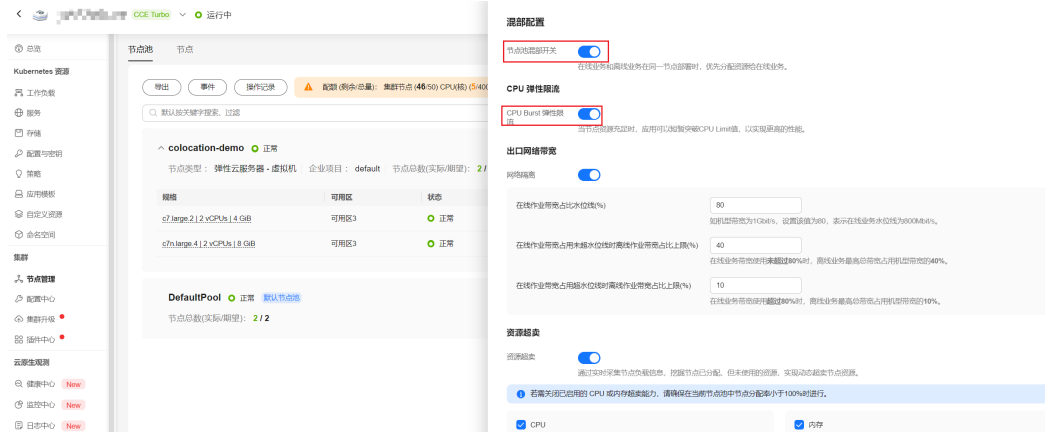 CCE Turbo 运行中
总览
Kubernetes 资源
工作负载
服务
存储
配置与密钥
策略
应用模板
自定义资源
命名空间
集群
节点管理
配置中心
集群升级
插件中心
云原生观测
健康中心 New
监控中心 New
日志中心 New
节点池 节点
导出 事件 操作记录 配额 (剩余/总量): 集群节点 (46/50) CPU(核) (5/400
默认按关键字搜索、过滤
colocation-demo 正常
节点类型： 弹性云服务器 - 虚拟机 企业项目： default 节点总数(实际/期望): 2/
规格 可用区 状态
c7.large.2 | 2 vCPUs | 4 GiB 可用区3 正常
c7n.large.4 | 2 vCPUs | 8 GiB 可用区3 正常
DefaultPool 正常 默认节点池
节点总数(实际/期望): 2 / 2
混部配置
节点池混部开关
在线业务和离线业务在同一节点部署时，优先分配资源给在线业务。
CPU 弹性限流
CPU Burst 弹性限
流
当节点资源充足时，应用可以短暂突破CPU Limit值，以实现更高的性能。
出口网络带宽
网络隔离
在线作业带宽占比水位线(%) 80
如机型带宽为1Gbit/s，设置该值为80，表示在线业务水位线为800Mbit/s。
在线作业带宽占用未超水位线时离线作业带宽占比上限(%) 40
在线业务带宽使用未超过80%时，离线业务最高总带宽占用机型带宽的40%。
在线作业带宽占用超水位线时离线作业带宽占比上限(%) 10
在线业务带宽使用超过80%时，离线业务最高总带宽占用机型带宽的10%。
资源超卖
资源超卖
通过实时采集节点负载信息，挖掘节点已分配、但未使用的资源，实现动态超卖节点资源。
若需关闭已启用的 CPU 或内存超卖能力，请确保在当前节点池中节点分配率小于100%时进行。
CPU 内存